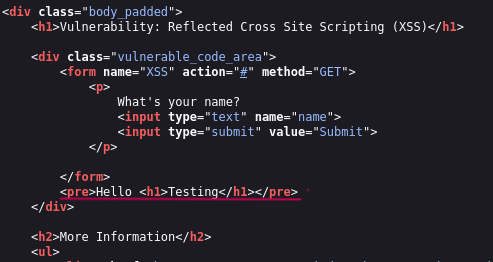 <div class="body_padded">
<h1>Vulnerability: Reflected Cross Site Scripting (XSS)</h1>
<div class="vulnerable_code_area">
<form name="XSS" action="#" method="GET">
<p>
What's your name?
<input type="text" name="name">
<input type="submit" value="Submit">
</p>
</form>
<pre>Hello <h1>Testing</h1></pre>
</div>
<h2>More Information</h2>
<ul>